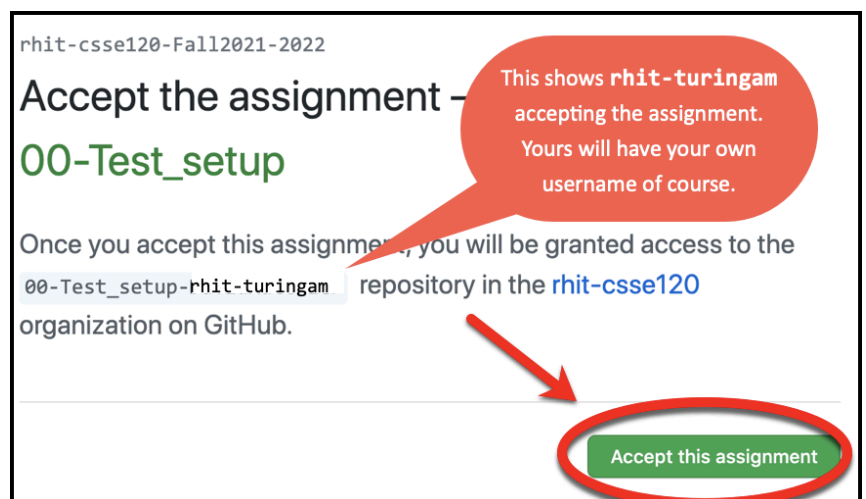 rhit-csse120-Fall2021-2022
Accept the assignment –
00-Test_setup
This shows rhit-turingam
accepting the assignment.
Yours will have your own
username of course.
Once you accept this assignment, you will be granted access to the
00-Test_setup-rhit-turingam repository in the rhit-csse120
organization on GitHub.
Accept this assignment